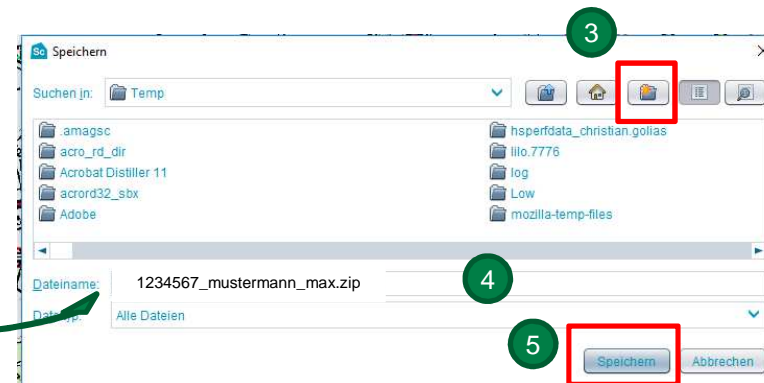 3
Sc Speichern
Suchen in: Temp
.amagsc
acro_rd_dir
Acrobat Distiller 11
acrord32_sbx
Adobe
hsperfdata_christian.golias
lilo.7776
log
Low
mozilla-temp-files
Dateiname: 1234567_mustermann_max.zip
4
Alle Dateien
5
Speichern Abbrechen